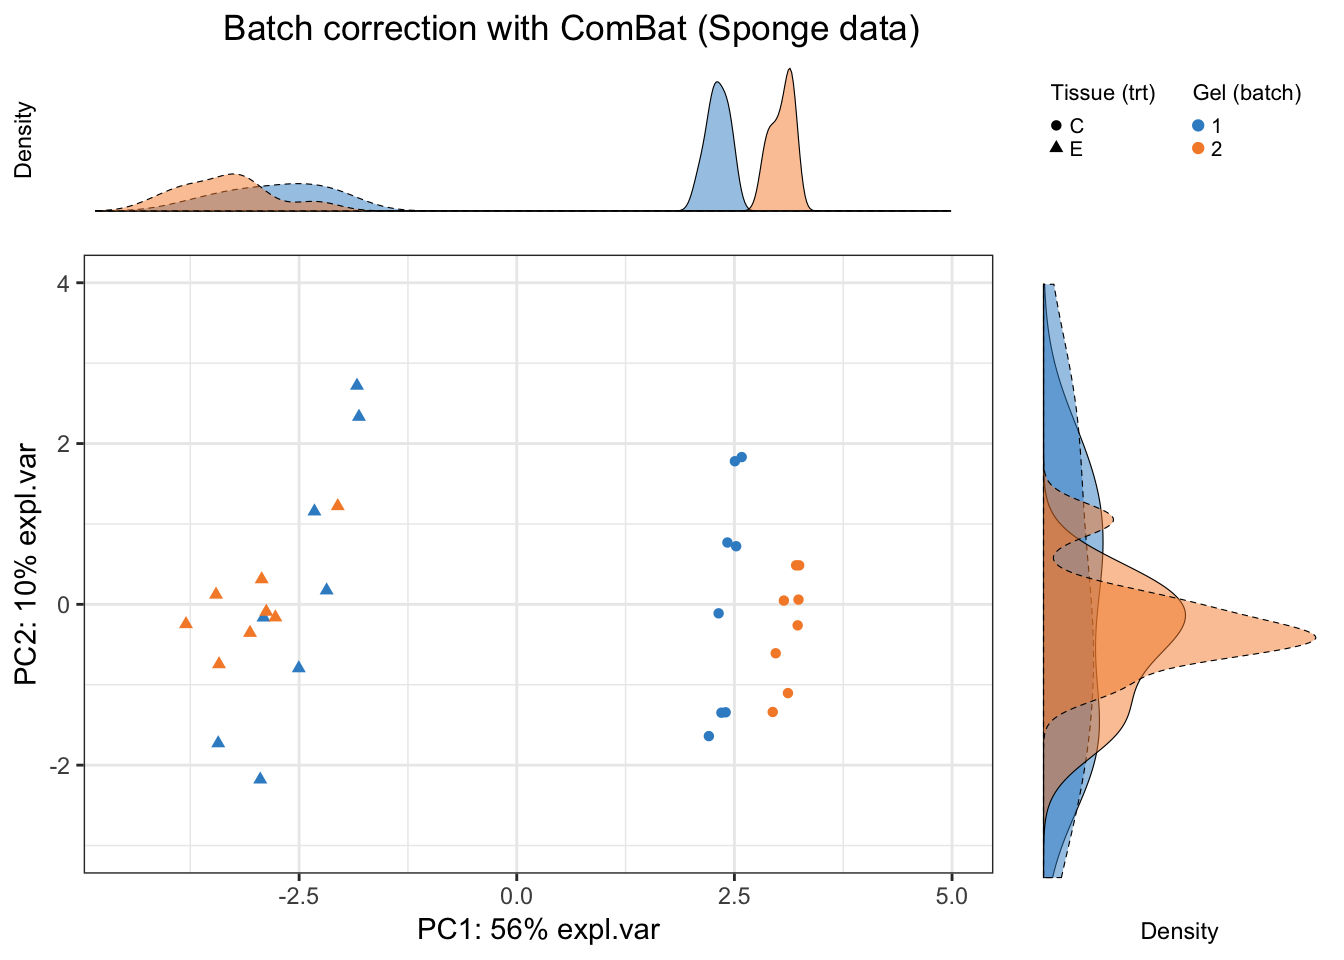 Batch correction with ComBat (Sponge data)
Density
Tissue (trt)
C
E
Gel (batch)
1
2
4
2
0
-2
PC2: 10% expl.var
-2.5
0.0
2.5
5.0
PC1: 56% expl.var
Density